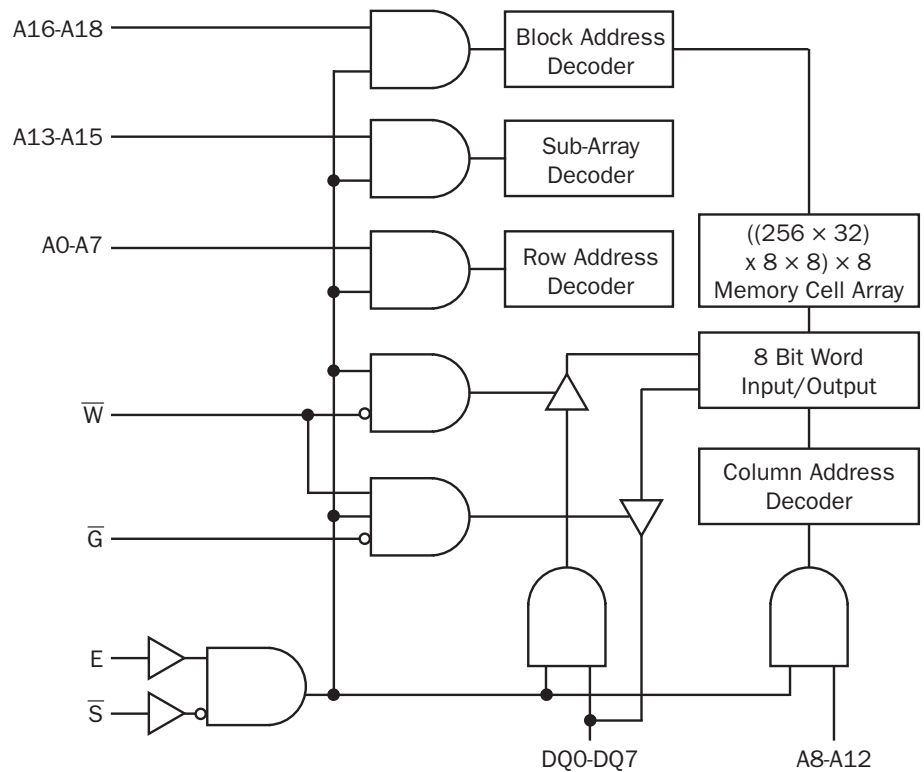 A16-A18
Block Address
Decoder
A13-A15
Sub-Array
Decoder
A0-A7
Row Address
Decoder
((256 × 32)
x 8 × 8) × 8
Memory Cell Array
8 Bit Word
Input/Output
W̅
Column Address
Decoder
G̅
E
S̅
DQ0-DQ7
A8-A12